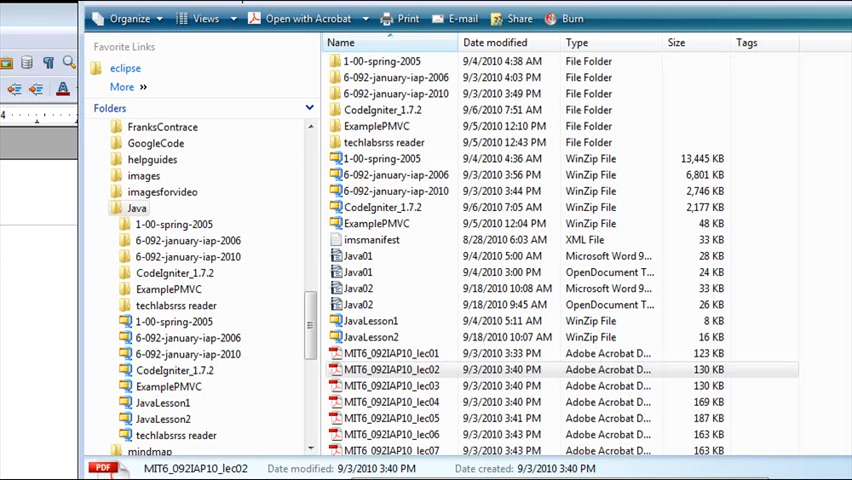 Organize Views Open with Acrobat Print E-mail Share Burn
Favorite Links
eclipse
More »
Folders
FranksContrace
GoogleCode
helpguides
images
imagesforvideo
Java
1-00-spring-2005
6-092-january-iap-2006
6-092-january-iap-2010
CodeIgniter_1.7.2
ExamplePMVC
techlabsrss reader
1-00-spring-2005
6-092-january-iap-2006
6-092-january-iap-2010
CodeIgniter_1.7.2
ExamplePMVC
JavaLesson1
JavaLesson2
techlabsrss reader
mindmap
Name Date modified Type Size Tags
1-00-spring-2005 9/4/2010 4:38 AM File Folder
6-092-january-iap-2006 9/3/2010 4:03 PM File Folder
6-092-january-iap-2010 9/3/2010 3:49 PM File Folder
CodeIgniter_1.7.2 9/6/2010 7:51 AM File Folder
ExamplePMVC 9/5/2010 12:10 PM File Folder
techlabsrss reader 9/5/2010 12:43 PM File Folder
1-00-spring-2005 9/4/2010 4:36 AM WinZip File 13,445 KB
6-092-january-iap-2006 9/3/2010 3:56 PM WinZip File 6,801 KB
6-092-january-iap-2010 9/3/2010 3:44 PM WinZip File 2,746 KB
CodeIgniter_1.7.2 9/6/2010 7:05 AM WinZip File 2,177 KB
ExamplePMVC 9/5/2010 12:04 PM WinZip File 48 KB
imsmanifest 8/28/2010 6:03 AM XML File 33 KB
Java01 9/4/2010 5:00 AM Microsoft Word 9... 28 KB
Java01 9/4/2010 3:00 PM OpenDocument T... 24 KB
Java02 9/18/2010 10:08 AM Microsoft Word 9... 33 KB
Java02 9/18/2010 9:45 AM OpenDocument T... 26 KB
JavaLesson1 9/4/2010 5:11 AM WinZip File 8 KB
JavaLesson2 9/18/2010 10:07 AM WinZip File 16 KB
MIT6_092IAP10_lec01 9/3/2010 3:33 PM Adobe Acrobat D... 123 KB
MIT6_092IAP10_lec02 9/3/2010 3:40 PM Adobe Acrobat D... 130 KB
MIT6_092IAP10_lec03 9/3/2010 3:40 PM Adobe Acrobat D... 130 KB
MIT6_092IAP10_lec04 9/3/2010 3:40 PM Adobe Acrobat D... 169 KB
MIT6_092IAP10_lec05 9/3/2010 3:41 PM Adobe Acrobat D... 187 KB
MIT6_092IAP10_lec06 9/3/2010 3:43 PM Adobe Acrobat D... 163 KB
MIT6_092IAP10_lec07 9/3/2010 3:43 PM Adobe Acrobat D... 163 KB
PDF MIT6_092IAP10_lec02 Date modified: 9/3/2010 3:40 PM Date created: 9/3/2010 3:40 PM